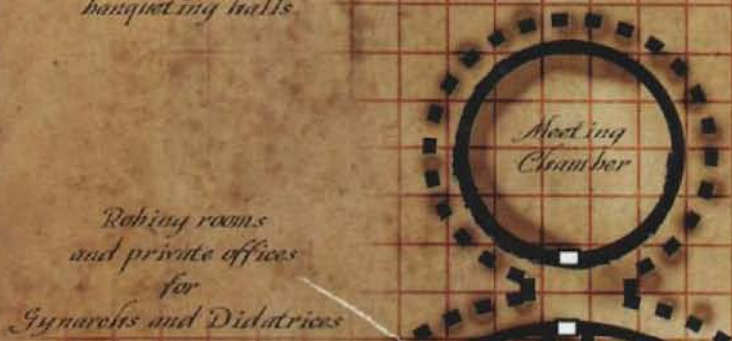 banqueting halls
Meeting
Chamber
Robing rooms
and private offices
for
Gynarchs and Didatrices